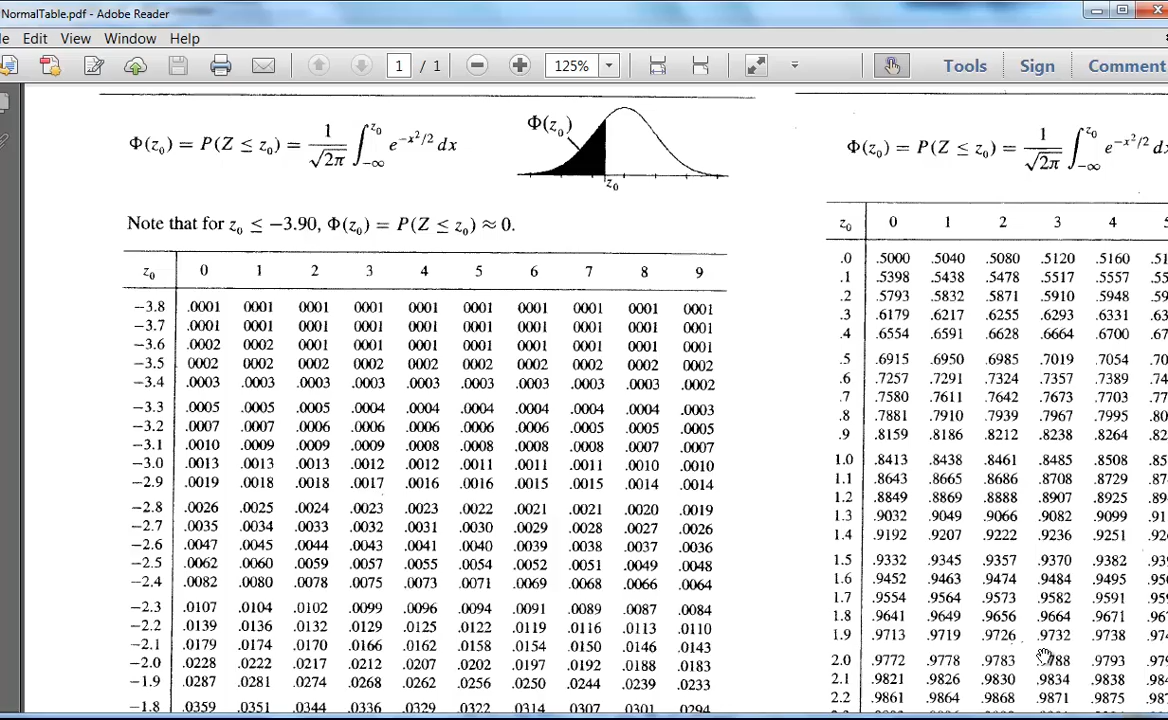 NormalTable.pdf - Adobe Reader
Edit View Window Help
1 / 1 125% Tools Sign Comment
Φ(z₀) = P(Z ≤ z₀) = 1/√2π ∫_{-∞}^{z₀} e^{-x²/2} dx
Φ(z₀)
z₀
Note that for z₀ ≤ −3.90, Φ(z₀) = P(Z ≤ z₀) ≈ 0.
z₀ 0 1 2 3 4 5 6 7 8 9
−3.8 .0001 0001 0001 0001 0001 0001 0001 0001 0001 0001
−3.7 .0001 0001 0001 0001 0001 0001 0001 0001 0001 0001
−3.6 .0002 0002 0001 0001 0001 0001 0001 0001 0001 0001
−3.5 0002 0002 0002 0002 0002 0002 0002 0002 0002 0002
−3.4 .0003 .0003 .0003 .0003 .0003 .0003 .0003 .0003 .0003 .0002
−3.3 .0005 .0005 .0005 .0004 .0004 .0004 .0004 .0004 .0004 .0003
−3.2 .0007 .0007 .0006 .0006 .0006 .0006 .0006 .0005 .0005 .0005
−3.1 .0010 .0009 .0009 .0009 .0008 .0008 .0008 .0008 .0007 .0007
−3.0 .0013 .0013 .0013 .0012 .0012 .0011 .0011 .0011 .0010 .0010
−2.9 .0019 .0018 .0018 .0017 .0016 .0016 .0015 .0015 .0014 .0014
−2.8 .0026 .0025 .0024 .0023 .0023 .0022 .0021 .0021 .0020 .0019
−2.7 .0035 .0034 .0033 .0032 .0031 .0030 .0029 .0028 .0027 .0026
−2.6 .0047 .0045 .0044 .0043 .0041 .0040 .0039 .0038 .0037 .0036
−2.5 .0062 .0060 .0059 .0057 .0055 .0054 .0052 .0051 .0049 .0048
−2.4 .0082 .0080 .0078 .0075 .0073 .0071 .0069 .0068 .0066 .0064
−2.3 .0107 .0104 .0102 .0099 .0096 .0094 .0091 .0089 .0087 .0084
−2.2 .0139 .0136 .0132 .0129 .0125 .0122 .0119 .0116 .0113 .0110
−2.1 .0179 .0174 .0170 .0166 .0162 .0158 .0154 .0150 .0146 .0143
−2.0 .0228 .0222 .0217 .0212 .0207 .0202 .0197 .0192 .0188 .0183
−1.9 .0287 .0281 .0274 .0268 .0262 .0256 .0250 .0244 .0239 .0233
−1.8 .0359 .0351 .0344 .0336 .0329 .0322 .0314 .0307 .0301 .0294
Φ(z₀) = P(Z ≤ z₀) = 1/√2π ∫_{-∞}^{z₀} e^{-x²/2} dx
z₀ 0 1 2 3 4
.0 .5000 .5040 .5080 .5120 .5160
.1 .5398 .5438 .5478 .5517 .5557
.2 .5793 .5832 .5871 .5910 .5948
.3 .6179 .6217 .6255 .6293 .6331
.4 .6554 .6591 .6628 .6664 .6700
.5 .6915 .6950 .6985 .7019 .7054
.6 .7257 .7291 .7324 .7357 .7389
.7 .7580 .7611 .7642 .7673 .7703
.8 .7881 .7910 .7939 .7967 .7995
.9 .8159 .8186 .8212 .8238 .8264
1.0 .8413 .8438 .8461 .8485 .8508
1.1 .8643 .8665 .8686 .8708 .8729
1.2 .8849 .8869 .8888 .8907 .8925
1.3 .9032 .9049 .9066 .9082 .9099
1.4 .9192 .9207 .9222 .9236 .9251
1.5 .9332 .9345 .9357 .9370 .9382
1.6 .9452 .9463 .9474 .9484 .9495
1.7 .9554 .9564 .9573 .9582 .9591
1.8 .9641 .9649 .9656 .9664 .9671
1.9 .9713 .9719 .9726 .9732 .9738
2.0 .9772 .9778 .9783 .9788 .9793
2.1 .9821 .9826 .9830 .9834 .9838
2.2 .9861 .9864 .9868 .9871 .9875